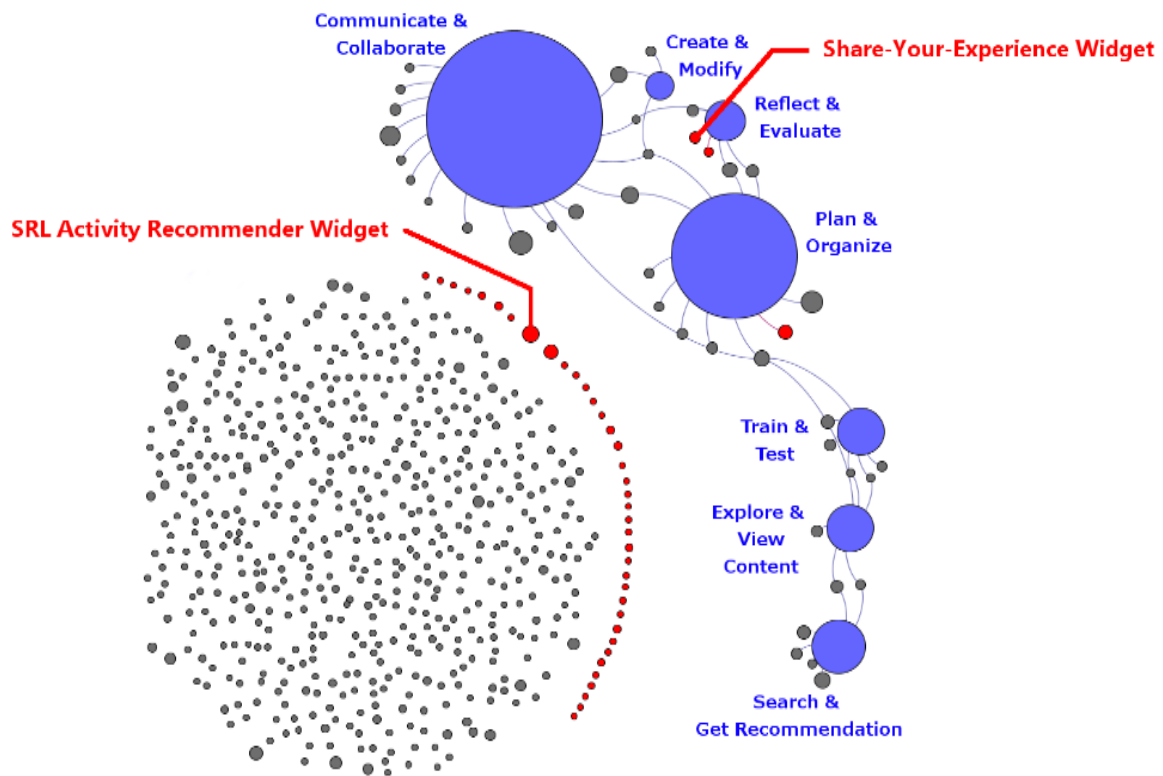 Communicate &
Collaborate
Create &
Modify
Share-Your-Experience Widget
Reflect &
Evaluate
SRL Activity Recommender Widget
Plan &
Organize
Train &
Test
Explore &
View
Content
Search &
Get Recommendation